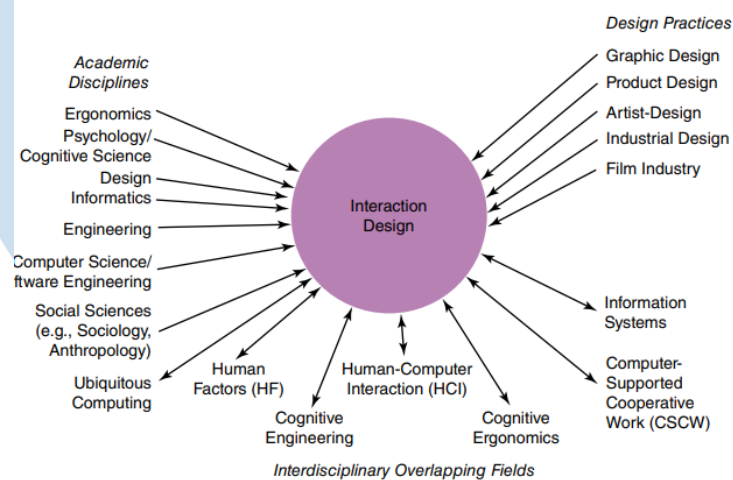 Academic
Disciplines
Ergonomics
Psychology/
Cognitive Science
Design
Informatics
Engineering
Computer Science/
ftware Engineering
Social Sciences
(e.g., Sociology,
Anthropology)
Design Practices
Graphic Design
Product Design
Artist-Design
Industrial Design
Film Industry
Interaction
Design
Ubiquitous
Computing
Human
Factors (HF)
Cognitive
Engineering
Human-Computer
Interaction (HCI)
Cognitive
Ergonomics
Information
Systems
Computer-
Supported
Cooperative
Work (CSCW)
Interdisciplinary Overlapping Fields